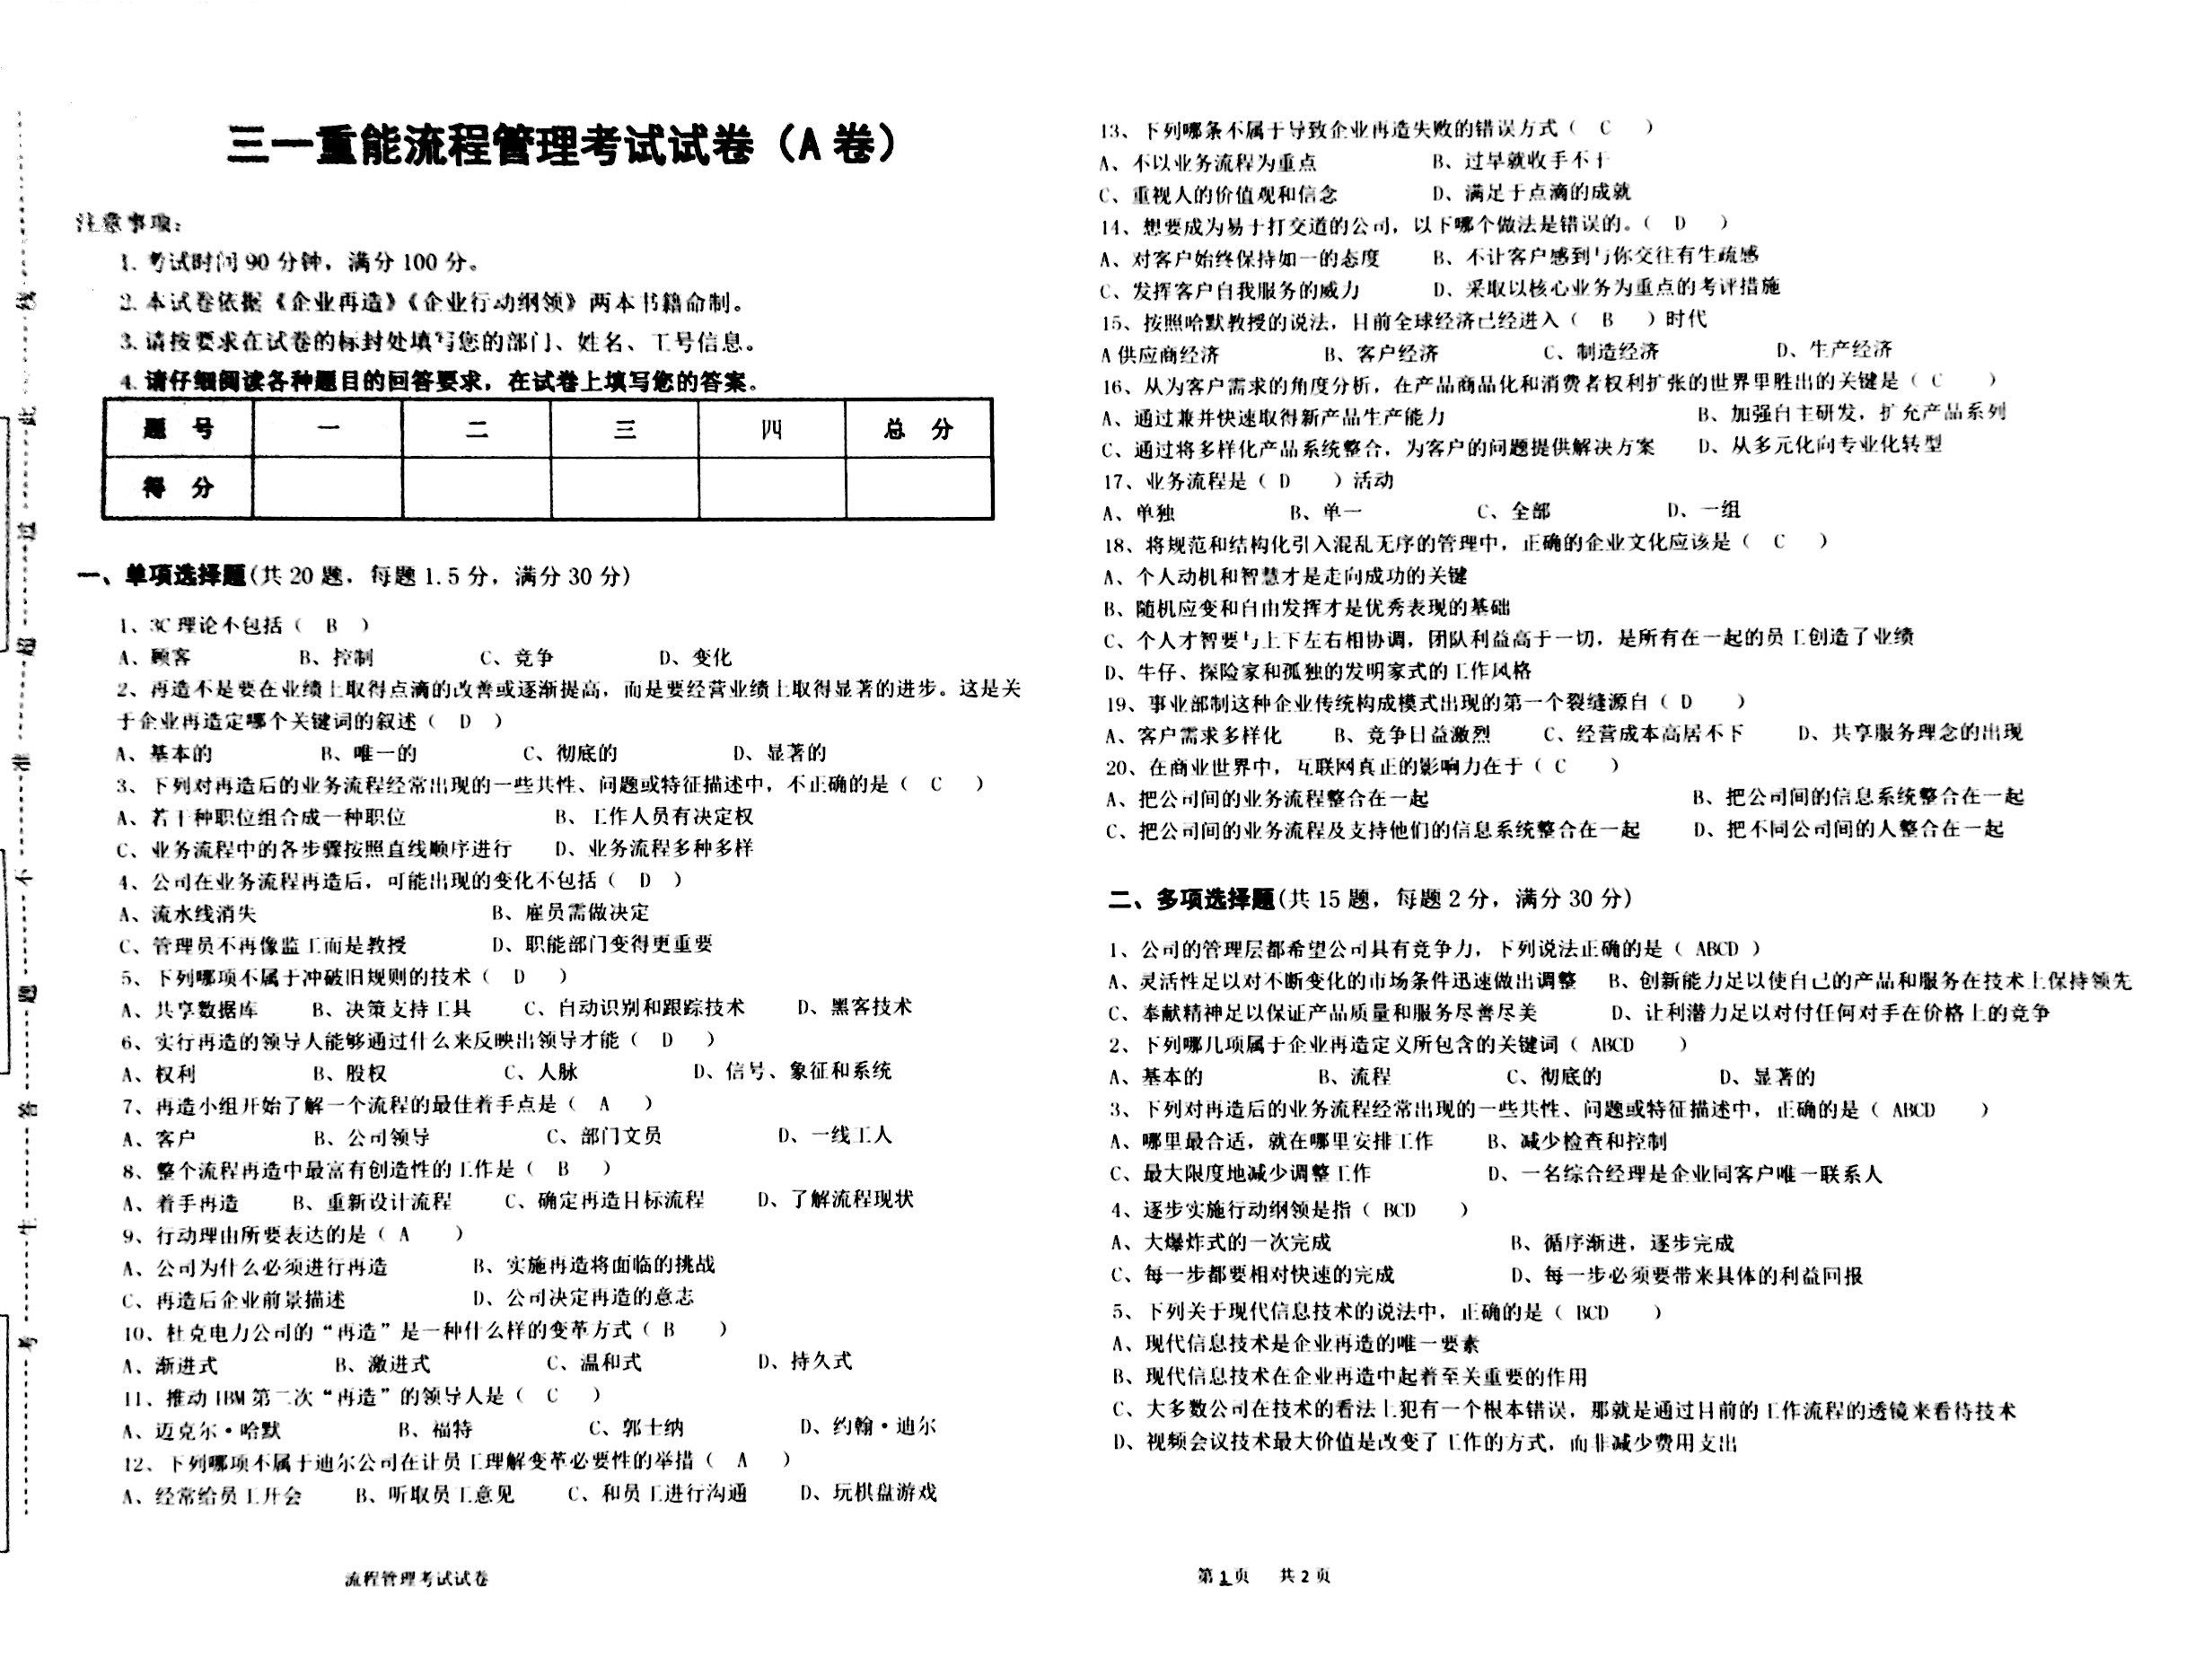 三一重能流程管理考试试卷（A 卷）
注意事项：
1. 考试时间 90 分钟，满分 100 分。
2. 本试卷依据《企业再造》《企业行动纲领》两本书籍命制。
3. 请按要求在试卷的标封处填写您的部门、姓名、工号信息。
4. 请仔细阅读各种题目的回答要求，在试卷上填写您的答案。
题 号 一 二 三 四 总 分
得 分
一、单项选择题(共 20 题，每题 1.5 分，满分 30 分)
1、3C 理论不包括（ B ）
A、顾客 B、控制 C、竞争 D、变化
2、再造不是要在业绩上取得点滴的改善或逐渐提高，而是要经营业绩上取得显著的进步。这是关
于企业再造定哪个关键词的叙述（ D ）
A、基本的 B、唯一的 C、彻底的 D、显著的
3、下列对再造后的业务流程经常出现的一些共性、问题或特征描述中，不正确的是（ C ）
A、若干种职位组合成一种职位 B、工作人员有决定权
C、业务流程中的各步骤按照直线顺序进行 D、业务流程多种多样
4、公司在业务流程再造后，可能出现的变化不包括（ D ）
A、流水线消失 B、雇员需做决定
C、管理员不再像监工而是教授 D、职能部门变得更重要
5、下列哪项不属于冲破旧规则的技术（ D ）
A、共享数据库 B、决策支持工具 C、自动识别和跟踪技术 D、黑客技术
6、实行再造的领导人能够通过什么来反映出领导才能（ D ）
A、权利 B、股权 C、人脉 D、信号、象征和系统
7、再造小组开始了解一个流程的最佳着手点是（ A ）
A、客户 B、公司领导 C、部门文员 D、一线工人
8、整个流程再造中最富有创造性的工作是（ B ）
A、着手再造 B、重新设计流程 C、确定再造目标流程 D、了解流程现状
9、行动理由所要表达的是（ A ）
A、公司为什么必须进行再造 B、实施再造将面临的挑战
C、再造后企业前景描述 D、公司决定再造的意志
10、杜克电力公司的“再造”是一种什么样的变革方式（ B ）
A、渐进式 B、激进式 C、温和式 D、持久式
11、推动 IBM 第二次“再造”的领导人是（ C ）
A、迈克尔·哈默 B、福特 C、郭士纳 D、约翰·迪尔
12、下列哪项不属于迪尔公司在让员工理解变革必要性的举措（ A ）
A、经常给员工开会 B、听取员工意见 C、和员工进行沟通 D、玩棋盘游戏
流程管理考试试卷
13、下列哪条不属于导致企业再造失败的错误方式（ C ）
A、不以业务流程为重点 B、过早就收手不干
C、重视人的价值观和信念 D、满足于点滴的成就
14、想要成为易于打交道的公司，以下哪个做法是错误的。（ D ）
A、对客户始终保持如一的态度 B、不让客户感到与你交往有生疏感
C、发挥客户自我服务的威力 D、采取以核心业务为重点的考评措施
15、按照哈默教授的说法，目前全球经济已经进入（ B ）时代
A 供应商经济 B、客户经济 C、制造经济 D、生产经济
16、从为客户需求的角度分析，在产品商品化和消费者权利扩张的世界里胜出的关键是（ C ）
A、通过兼并快速取得新产品生产能力 B、加强自主研发，扩充产品系列
C、通过将多样化产品系统整合，为客户的问题提供解决方案 D、从多元化向专业化转型
17、业务流程是（ D ）活动
A、单独 B、单一 C、全部 D、一组
18、将规范和结构化引入混乱无序的管理中，正确的企业文化应该是（ C ）
A、个人动机和智慧才是走向成功的关键
B、随机应变和自由发挥才是优秀表现的基础
C、个人才智要与上下左右相协调，团队利益高于一切，是所有在一起的员工创造了业绩
D、牛仔、探险家和孤独的发明家式的工作风格
19、事业部制这种企业传统构成模式出现的第一个裂缝源自（ D ）
A、客户需求多样化 B、竞争日益激烈 C、经营成本高居不下 D、共享服务理念的出现
20、在商业世界中，互联网真正的影响力在于（ C ）
A、把公司间的业务流程整合在一起 B、把公司间的信息系统整合在一起
C、把公司间的业务流程及支持他们的信息系统整合在一起 D、把不同公司间的人整合在一起
二、多项选择题(共 15 题，每题 2 分，满分 30 分)
1、公司的管理层都希望公司具有竞争力，下列说法正确的是（ ABCD ）
A、灵活性足以对不断变化的市场条件迅速做出调整 B、创新能力足以使自己的产品和服务在技术上保持领先
C、奉献精神足以保证产品质量和服务尽善尽美 D、让利潜力足以对付任何对手在价格上的竞争
2、下列哪几项属于企业再造定义所包含的关键词（ ABCD ）
A、基本的 B、流程 C、彻底的 D、显著的
3、下列对再造后的业务流程经常出现的一些共性、问题或特征描述中，正确的是（ ABCD ）
A、哪里最合适，就在哪里安排工作 B、减少检查和控制
C、最大限度地减少调整工作 D、一名综合经理是企业同客户唯一联系人
4、逐步实施行动纲领是指（ BCD ）
A、大爆炸式的一次完成 B、循序渐进，逐步完成
C、每一步都要相对快速的完成 D、每一步必须要带来具体的利益回报
5、下列关于现代信息技术的说法中，正确的是（ BCD ）
A、现代信息技术是企业再造的唯一要素
B、现代信息技术在企业再造中起着至关重要的作用
C、大多数公司在技术的看法上犯有一个根本错误，那就是通过目前的工作流程的透镜来看待技术
D、视频会议技术最大价值是改变了工作的方式，而非减少费用支出
第 1 页 共 2 页
考 生 答 题 不 准 超 过 此 线